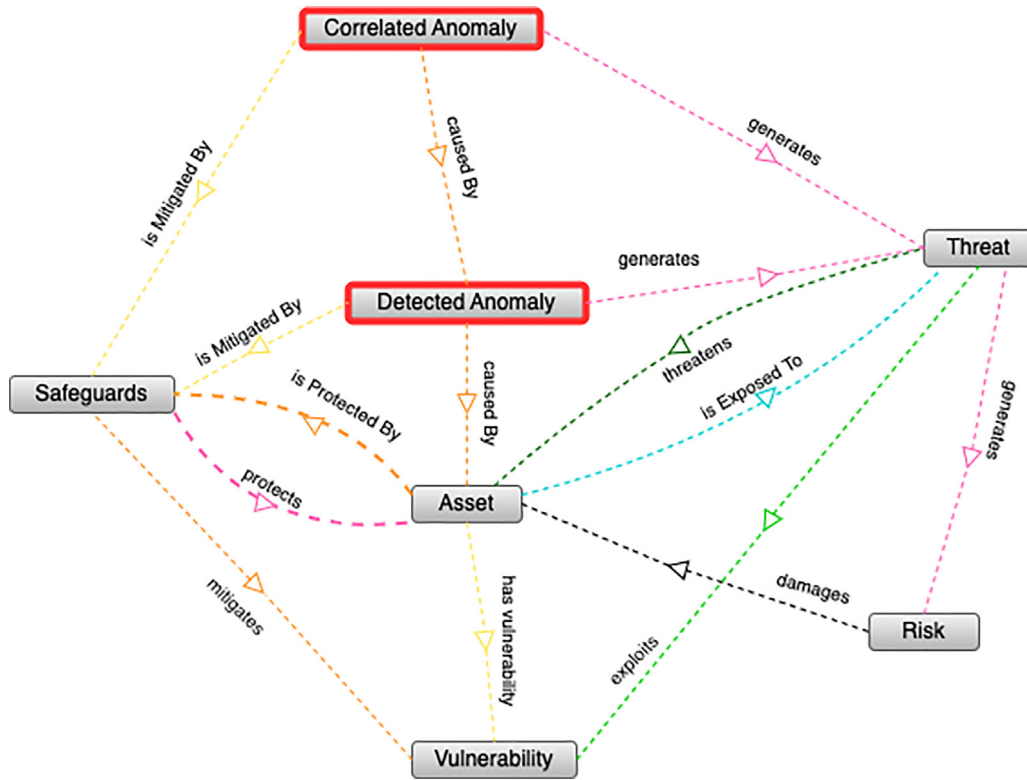 Correlated Anomaly
caused By
generates
is Mitigated By
Threat
generates
Detected Anomaly
is Mitigated By
threatens
is Exposed To
is Protected By
caused By
Safeguards
generates
protects
Asset
damages
has vulnerability
mitigates
Risk
exploits
Vulnerability